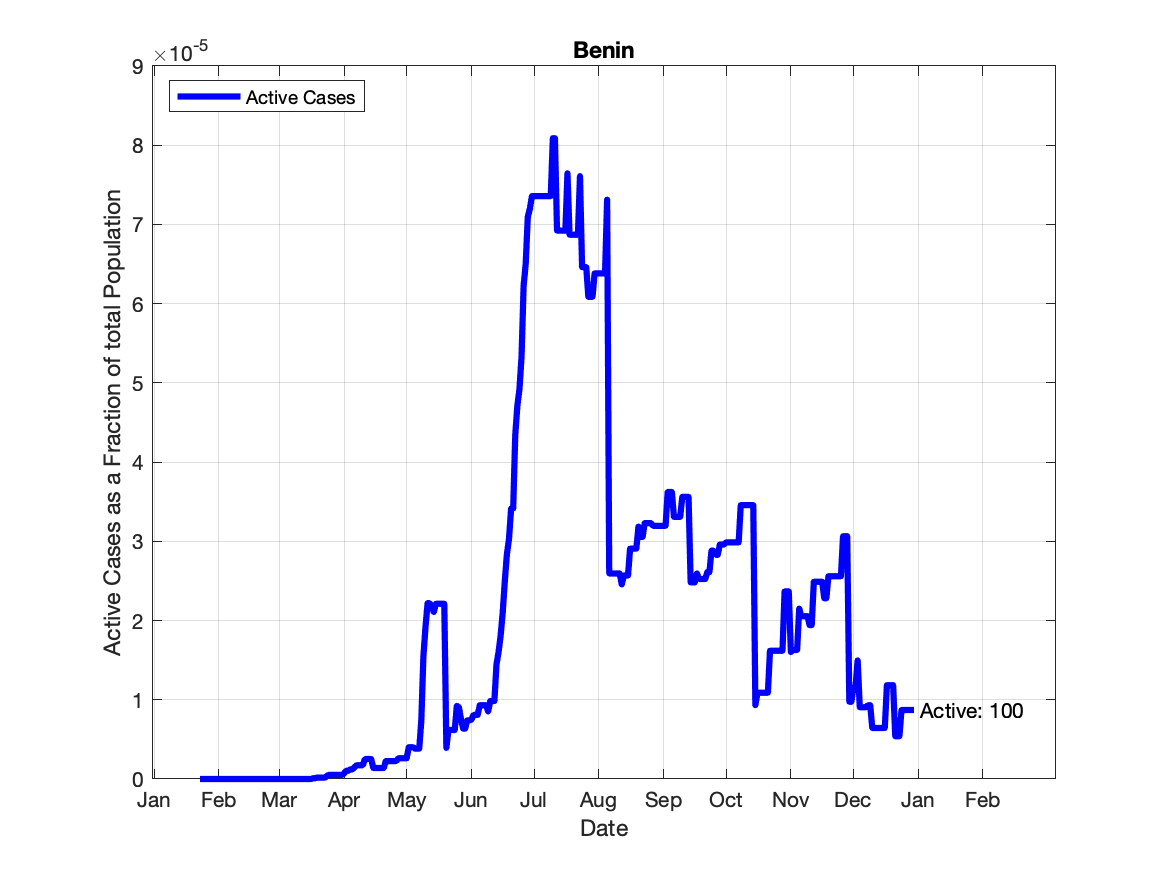 Benin
×10-5
Active Cases
9
8
7
6
5
4
3
2
1
0
Active Cases as a Fraction of total Population
Active: 100
Jan Feb Mar Apr May Jun Jul Aug Sep Oct Nov Dec Jan Feb
Date